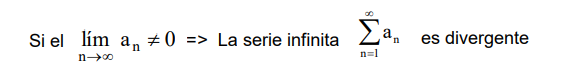 Si el lím n→∞ aₙ ≠ 0 => La serie infinita ∑ n=1 ∞ aₙ es divergente